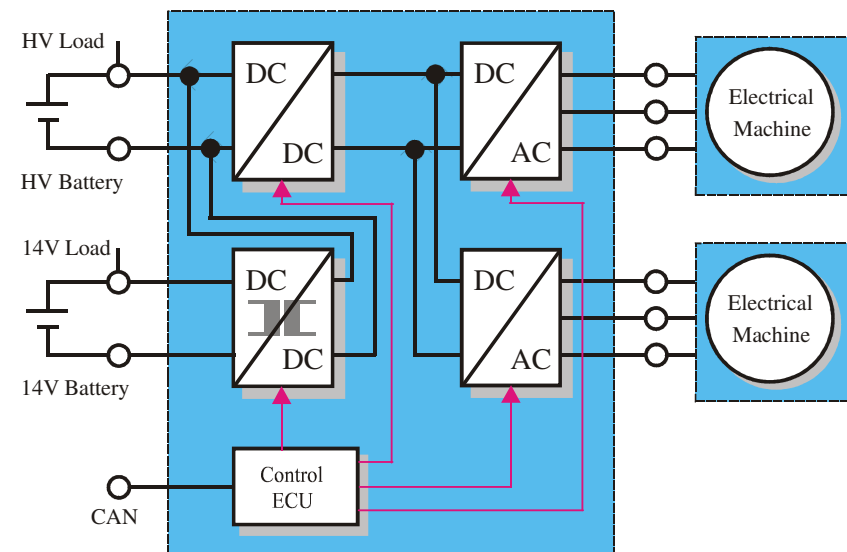 HV Load
HV Battery
14V Load
14V Battery
CAN
DC
DC
DC
AC
DC
DC
DC
AC
Control
ECU
Electrical
Machine
Electrical
Machine